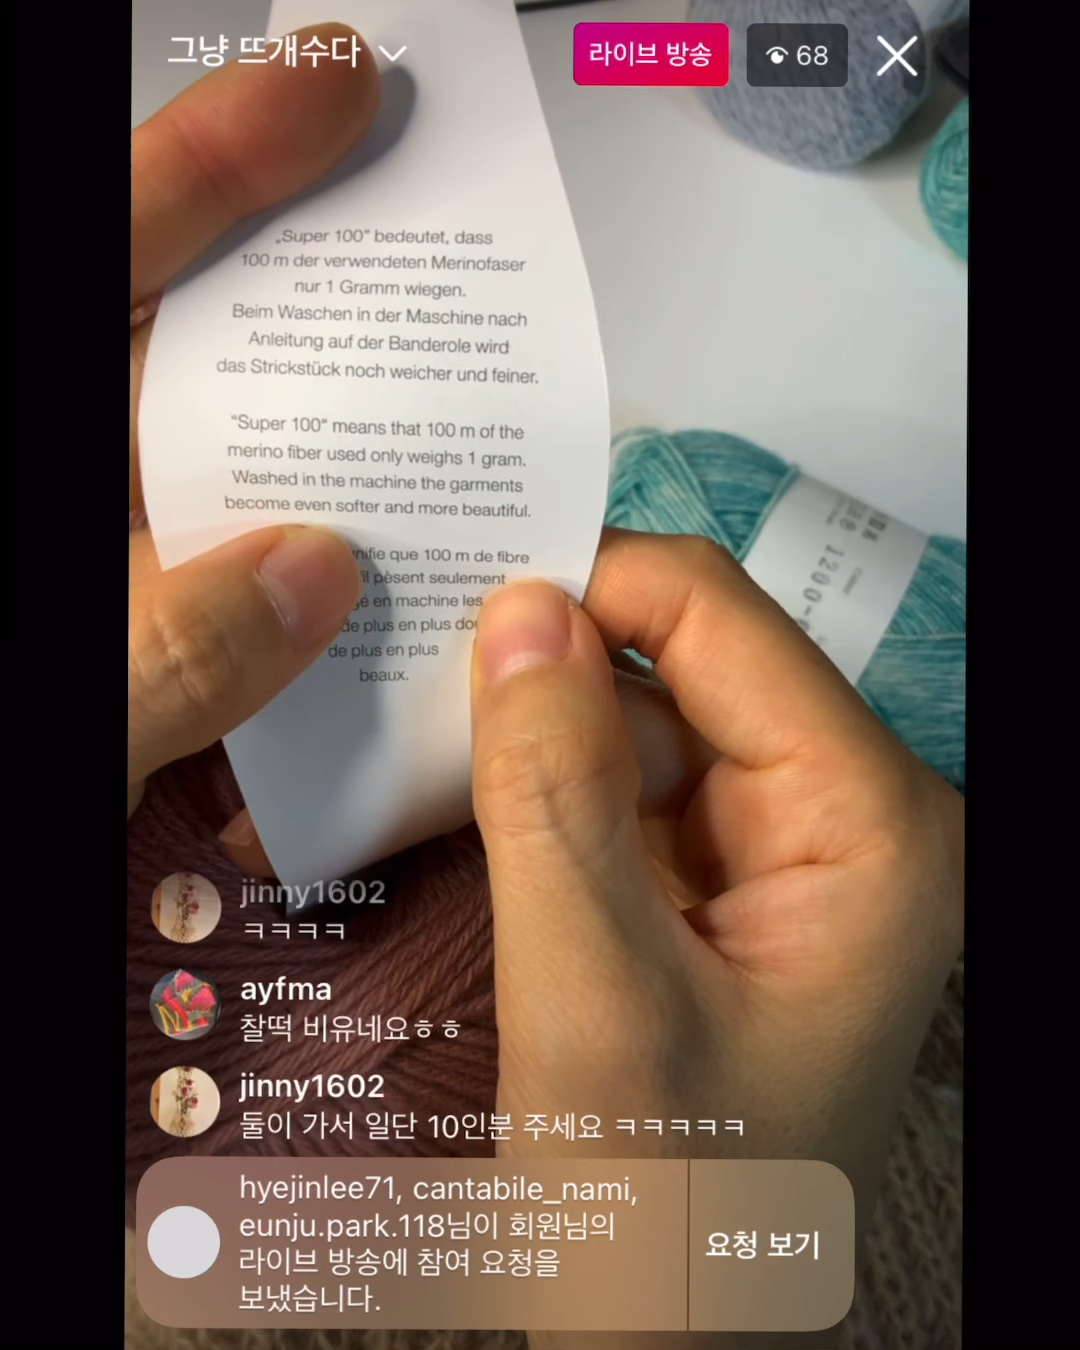 그냥 뜨개수다
라이브 방송
68
„Super 100“ bedeutet, dass
100 m der verwendeten Merinofaser
nur 1 Gramm wiegen.
Beim Waschen in der Maschine nach
Anleitung auf der Banderole wird
das Strickstück noch weicher und feiner.
“Super 100“ means that 100 m of the
merino fiber used only weighs 1 gram.
Washed in the machine the garments
become even softer and more beautiful.
que 100 m de fibre
pèsent seulement
en machine les
de plus en plus
de plus en plus
beaux.
jinny1602
ㅋㅋㅋㅋ
ayfma
찰떡 비유네요ㅎㅎ
jinny1602
둘이 가서 일단 10인분 주세요 ㅋㅋㅋㅋㅋ
hyejinlee71, cantabile_nami,
eunju.park.118님이 회원님의
라이브 방송에 참여 요청을
보냈습니다.
요청 보기